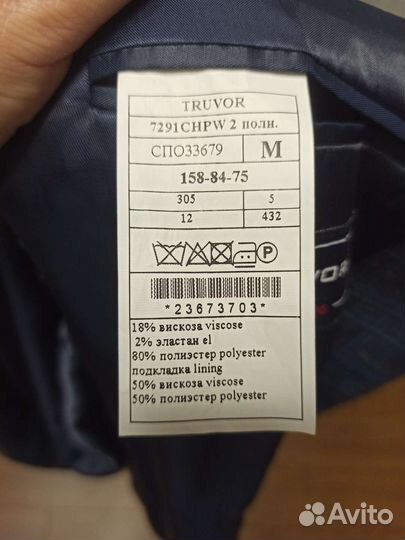 TRUVOR
7291CHPW 2 полн.
СПО33679 М
158-84-75
305 5
12 432
P
*23673703*
18% вискоза viscose
2% эластан el
80% полиэстер polyester
подкладка lining
50% вискоза viscose
50% полиэстер polyester
Avito